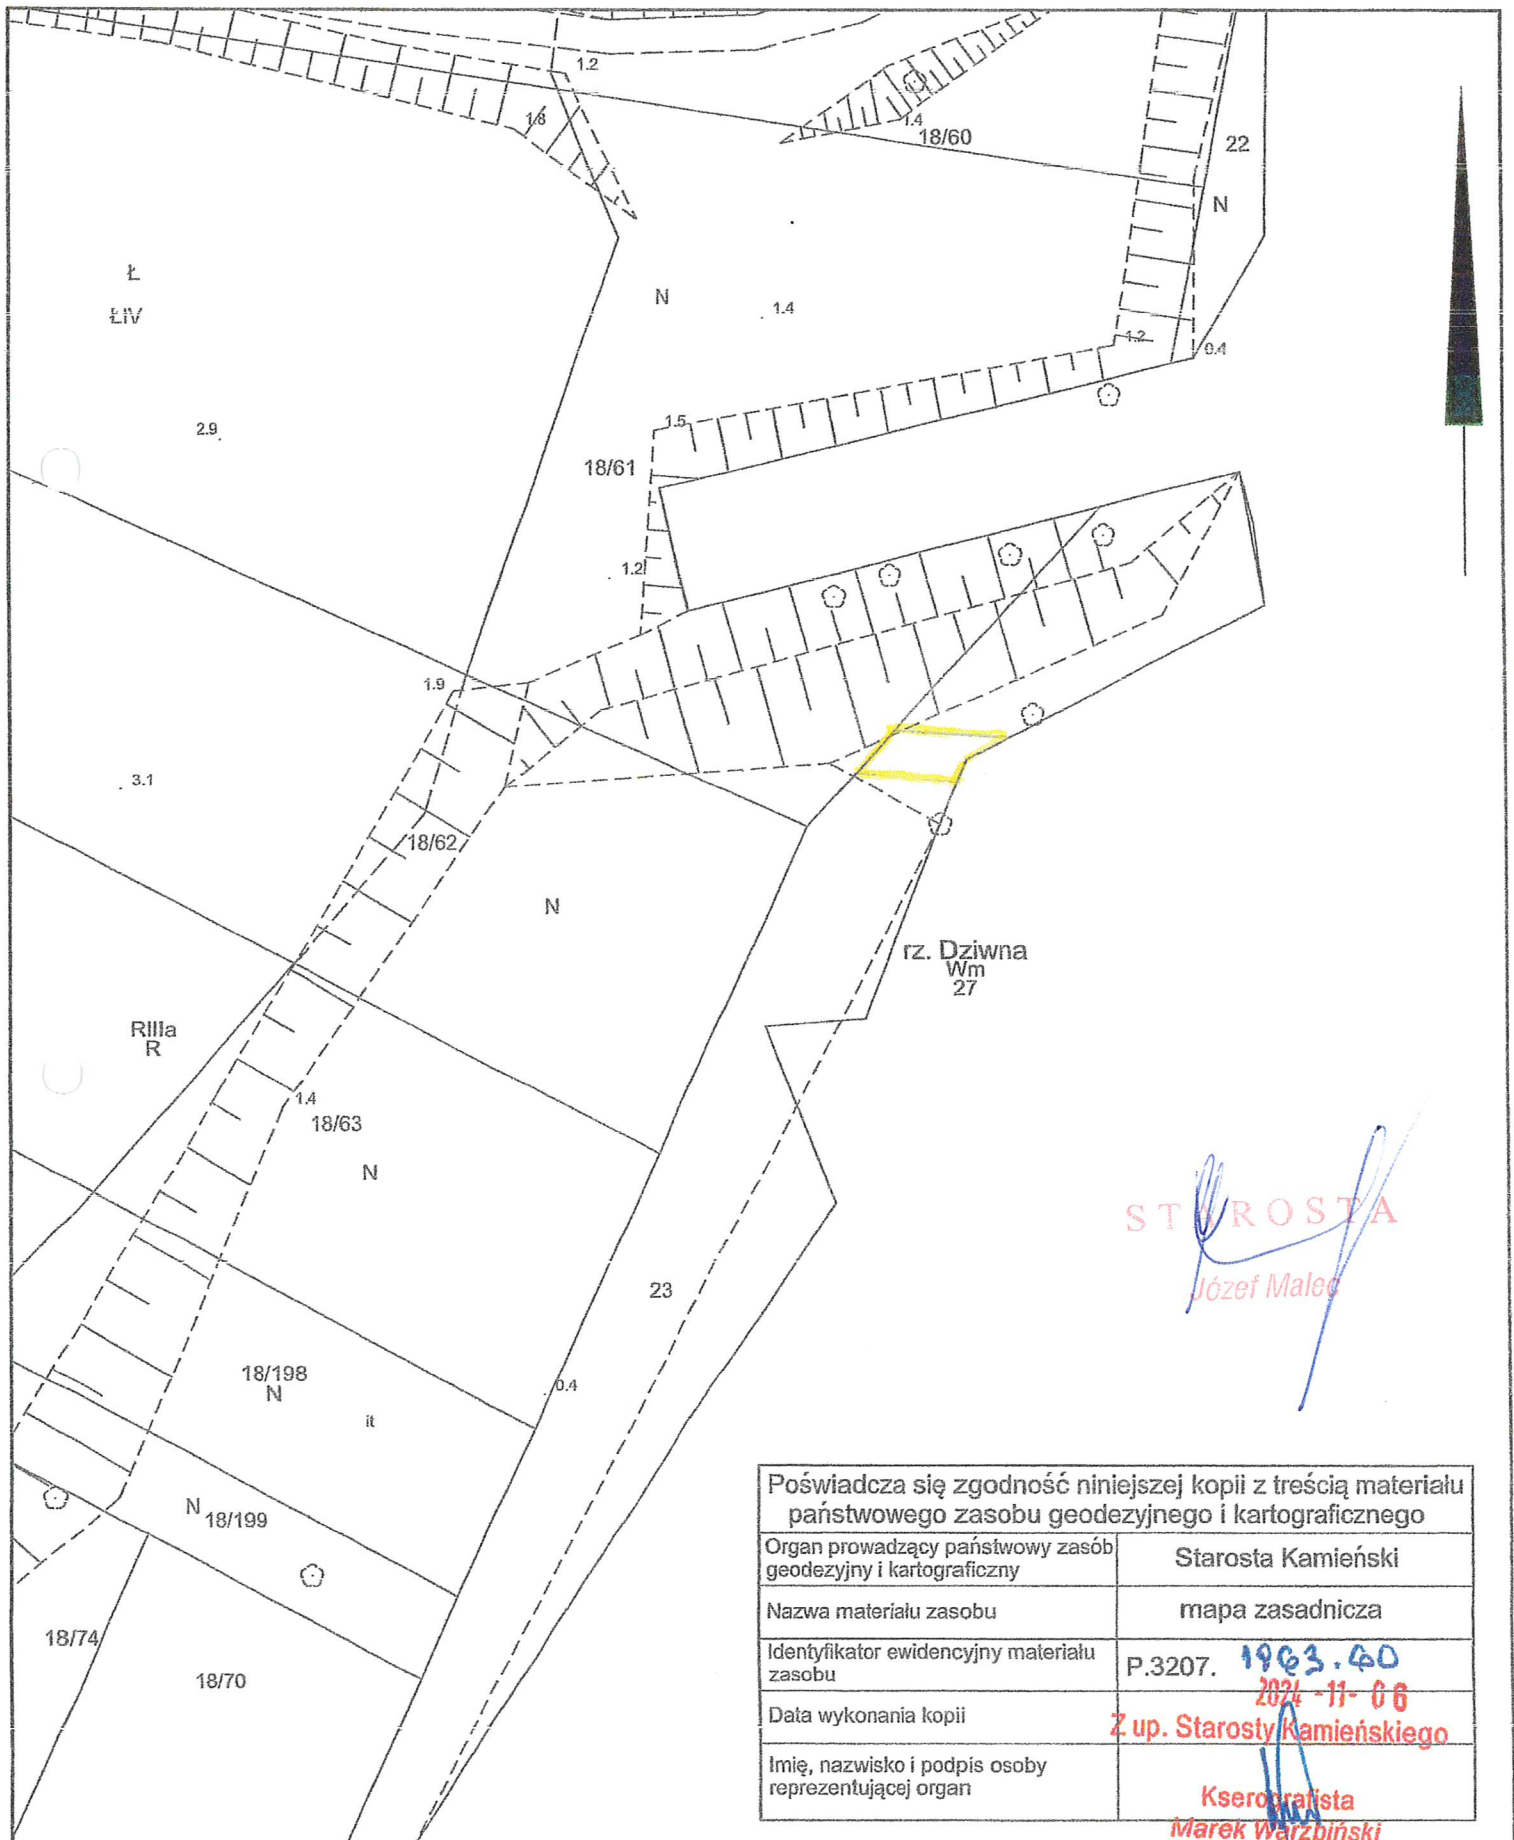 1.2
1.8
1.4
18/60
22
N
Ł
ŁIV
N
1.4
1.2
0.4
2.9
1.5
18/61
1.2
1.9
3.1
18/62
N
rz. Dziwna
Wm
27
RIIIa
R
1.4
18/63
N
STAROSTA
Józef Malec
23
18/198
N
0.4
it
N 18/199
18/74
18/70
Poświadcza się zgodność niniejszej kopii z treścią materiału
państwowego zasobu geodezyjnego i kartograficznego
Organ prowadzący państwowy zasób
geodezyjny i kartograficzny
Starosta Kamieński
Nazwa materiału zasobu
mapa zasadnicza
Identyfikator ewidencyjny materiału
zasobu
P.3207.
2024 -11- 06
Data wykonania kopii
Z up. Starosty Kamieńskiego
Imię, nazwisko i podpis osoby
reprezentującej organ
Kserografista
Marek Warzbiński